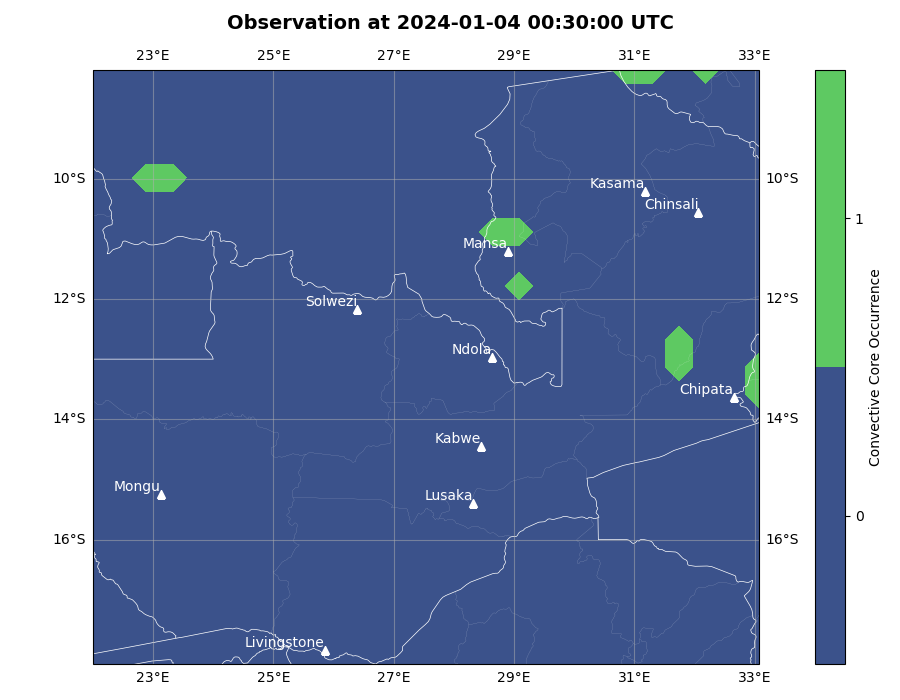 Observation at 2024-01-04 00:30:00 UTC
23°E 25°E 27°E 29°E 31°E 33°E
10°S 10°S
Kasama
Chinsali
1
Mansa
12°S 12°S
Solwezi
Ndola
Chipata
14°S 14°S
Kabwe
Mongu
Lusaka
0
16°S 16°S
Livingstone
23°E 25°E 27°E 29°E 31°E 33°E
Convective Core Occurrence